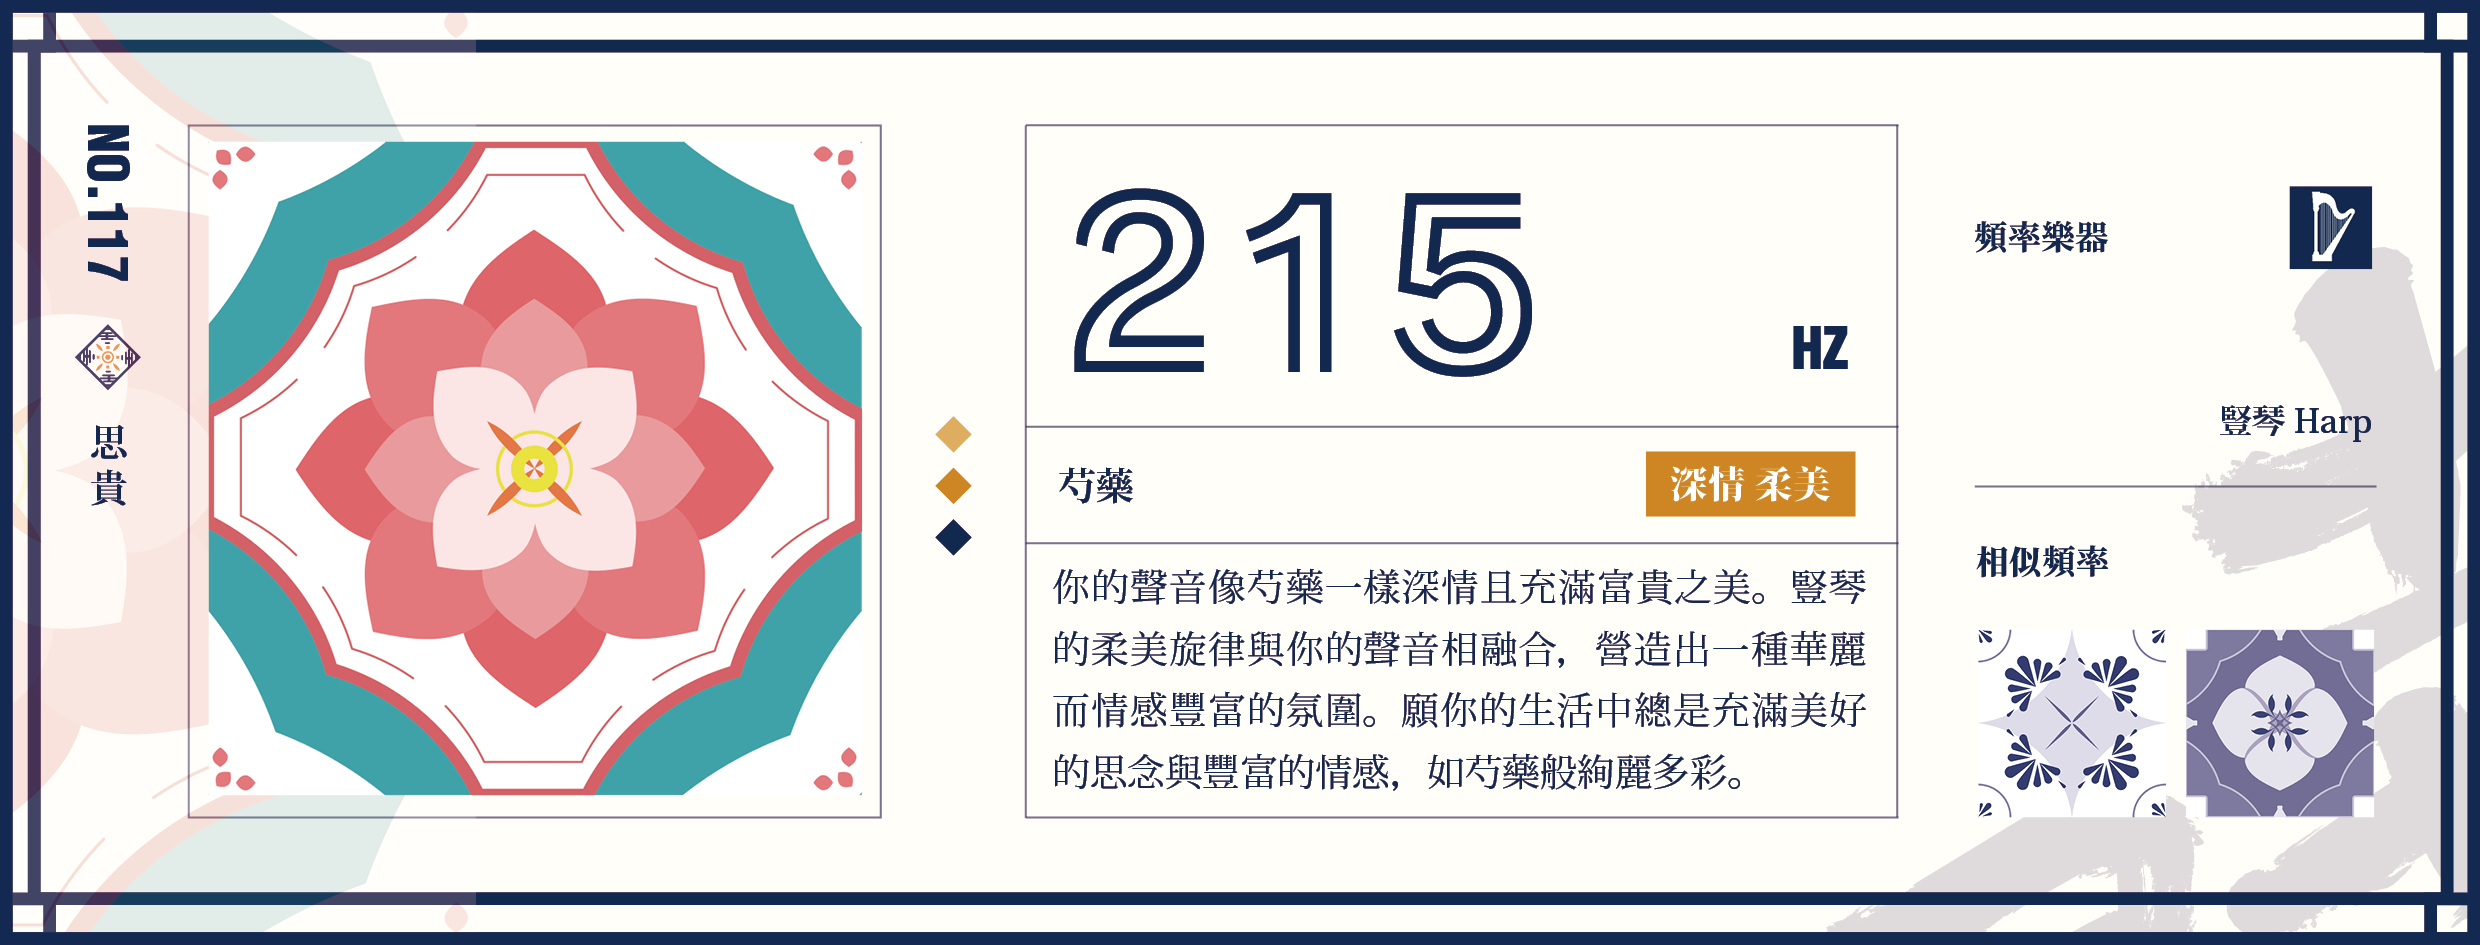 NO.117
思貴
215
HZ
芍藥
深情 柔美
你的聲音像芍藥一樣深情且充滿富貴之美。豎琴
的柔美旋律與你的聲音相融合，營造出一種華麗
而情感豐富的氛圍。願你的生活中總是充滿美好
的思念與豐富的情感，如芍藥般絢麗多彩。
頻率樂器
豎琴 Harp
相似頻率